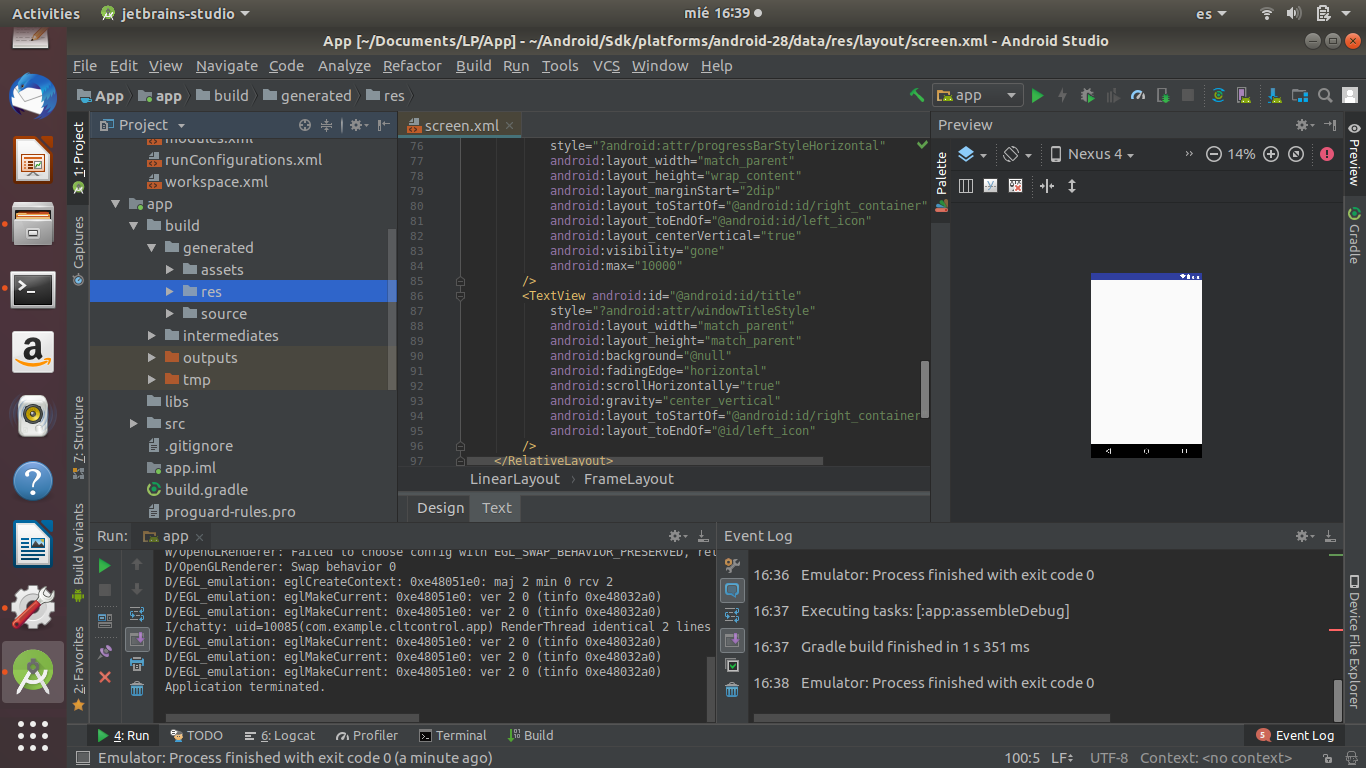 Activities
jetbrains-studio
mié 16:39
es
App [~/Documents/LP/App] - ~/Android/Sdk/platforms/android-28/data/res/layout/screen.xml - Android Studio
File Edit View Navigate Code Analyze Refactor Build Run Tools VCS Window Help
App app build generated res
app
1: Project
Captures
7: Structure
Build Variants
2: Favorites
Project
modules.xml
runConfigurations.xml
workspace.xml
app
build
generated
assets
res
source
intermediates
outputs
tmp
libs
src
.gitignore
app.iml
build.gradle
proguard-rules.pro
screen.xml
76 style="?android:attr/progressBarStyleHorizontal"
77 android:layout_width="match_parent"
78 android:layout_height="wrap_content"
79 android:layout_marginStart="2dip"
80 android:layout_toStartOf="@android:id/right_container"
81 android:layout_toEndOf="@android:id/left_icon"
82 android:layout_centerVertical="true"
83 android:visibility="gone"
84 android:max="10000"
85 />
86 <TextView android:id="@android:id/title"
87 style="?android:attr/windowTitleStyle"
88 android:layout_width="match_parent"
89 android:layout_height="match_parent"
90 android:background="@null"
91 android:fadingEdge="horizontal"
92 android:scrollHorizontally="true"
93 android:gravity="center_vertical"
94 android:layout_toStartOf="@android:id/right_container
95 android:layout_toEndOf="@id/left_icon"
96 />
97 </RelativeLayout>
LinearLayout › FrameLayout
Design Text
Preview
Palette
Nexus 4
» 14%
Preview
Gradle
Device File Explorer
Run: app
W/OpenGLRenderer: Failed to choose config with EGL_SWAP_BEHAVIOR_PRESERVED, ret
D/OpenGLRenderer: Swap behavior 0
D/EGL_emulation: eglCreateContext: 0xe48051e0: maj 2 min 0 rcv 2
D/EGL_emulation: eglMakeCurrent: 0xe48051e0: ver 2 0 (tinfo 0xe48032a0)
D/EGL_emulation: eglMakeCurrent: 0xe48051e0: ver 2 0 (tinfo 0xe48032a0)
I/chatty: uid=10085(com.example.cltcontrol.app) RenderThread identical 2 lines
D/EGL_emulation: eglMakeCurrent: 0xe48051e0: ver 2 0 (tinfo 0xe48032a0)
D/EGL_emulation: eglMakeCurrent: 0xe48051e0: ver 2 0 (tinfo 0xe48032a0)
D/EGL_emulation: eglMakeCurrent: 0xe48051e0: ver 2 0 (tinfo 0xe48032a0)
Application terminated.
Event Log
16:36 Emulator: Process finished with exit code 0
16:37 Executing tasks: [:app:assembleDebug]
16:37 Gradle build finished in 1 s 351 ms
16:38 Emulator: Process finished with exit code 0
4: Run TODO 6: Logcat Profiler Terminal Build
5 Event Log
Emulator: Process finished with exit code 0 (a minute ago)
100:5 LF UTF-8 Context: <no context>